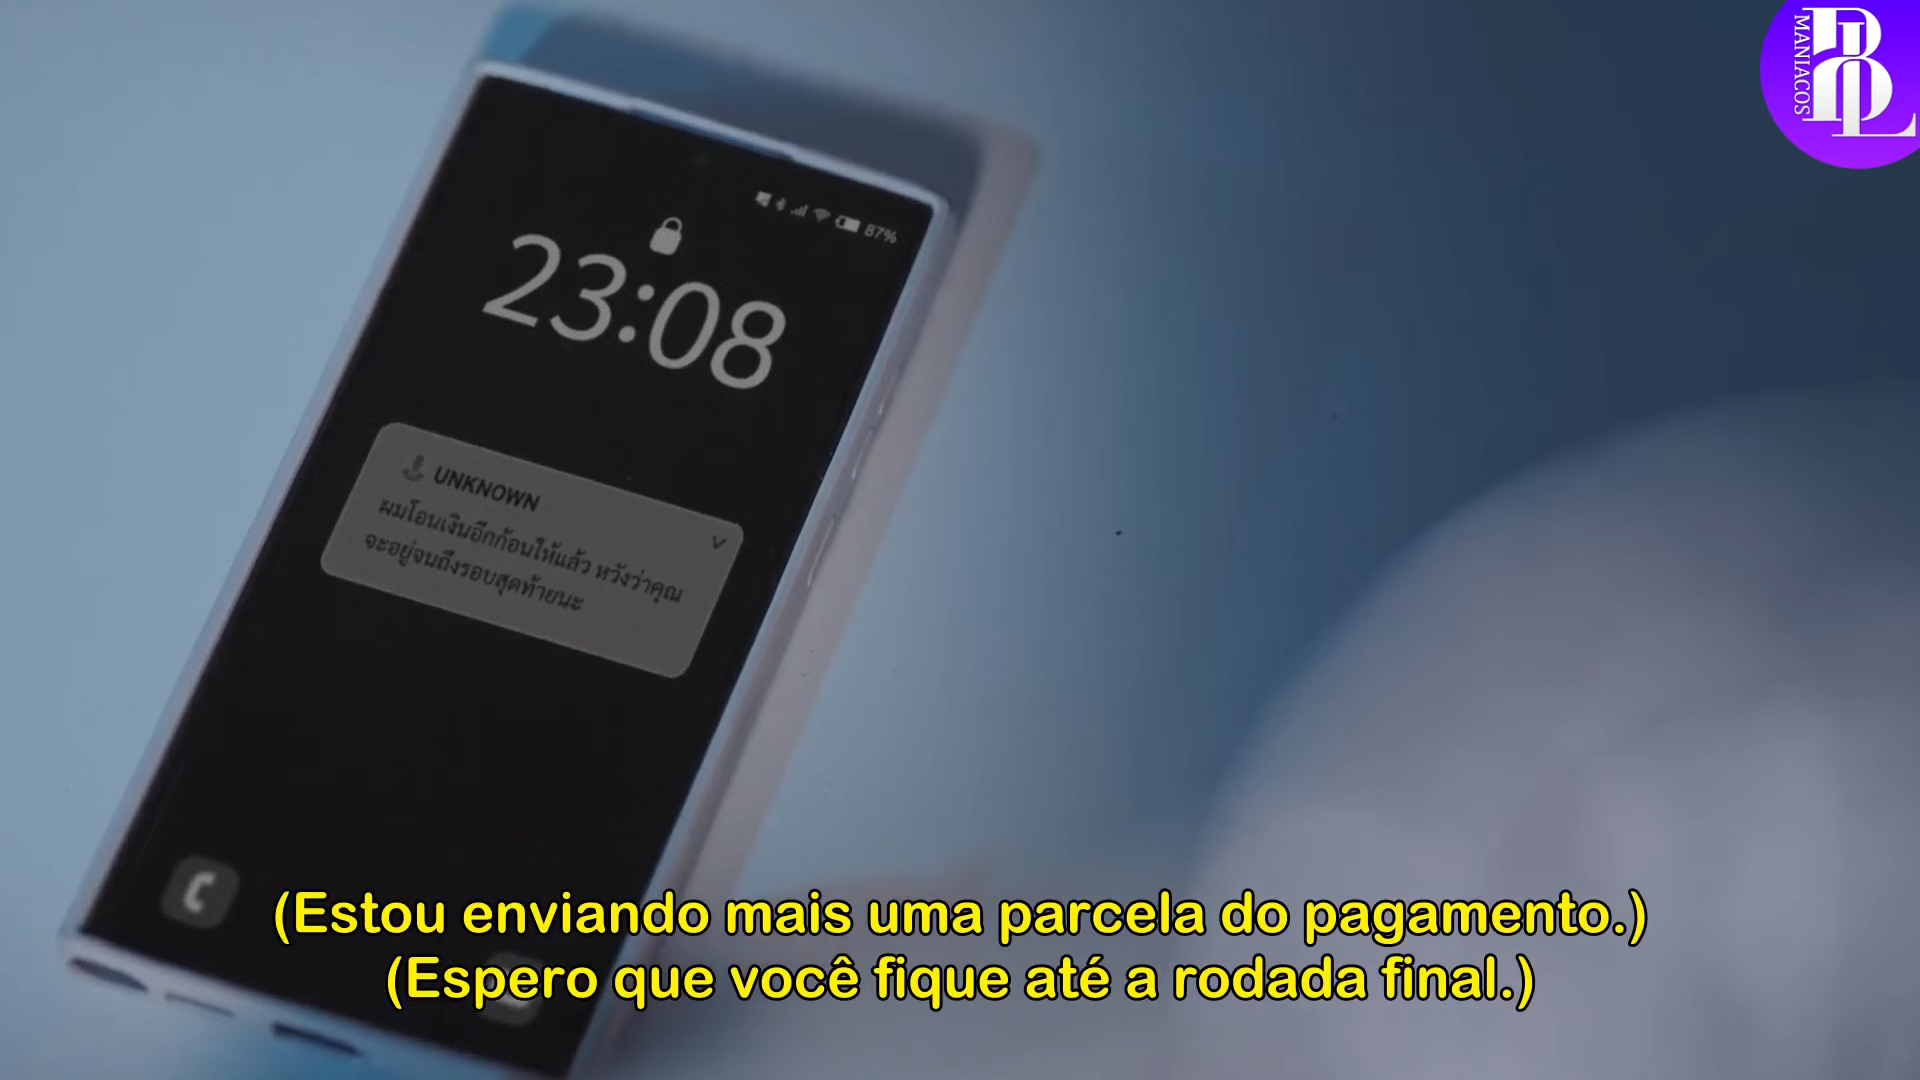 MANIACOS
BL
87%
23:08
UNKNOWN
ผมโอนเงินอีกก้อนให้แล้ว หวังว่าคุณ
จะอยู่จนถึงรอบสุดท้ายนะ
(Estou enviando mais uma parcela do pagamento.)
(Espero que você fique até a rodada final.)